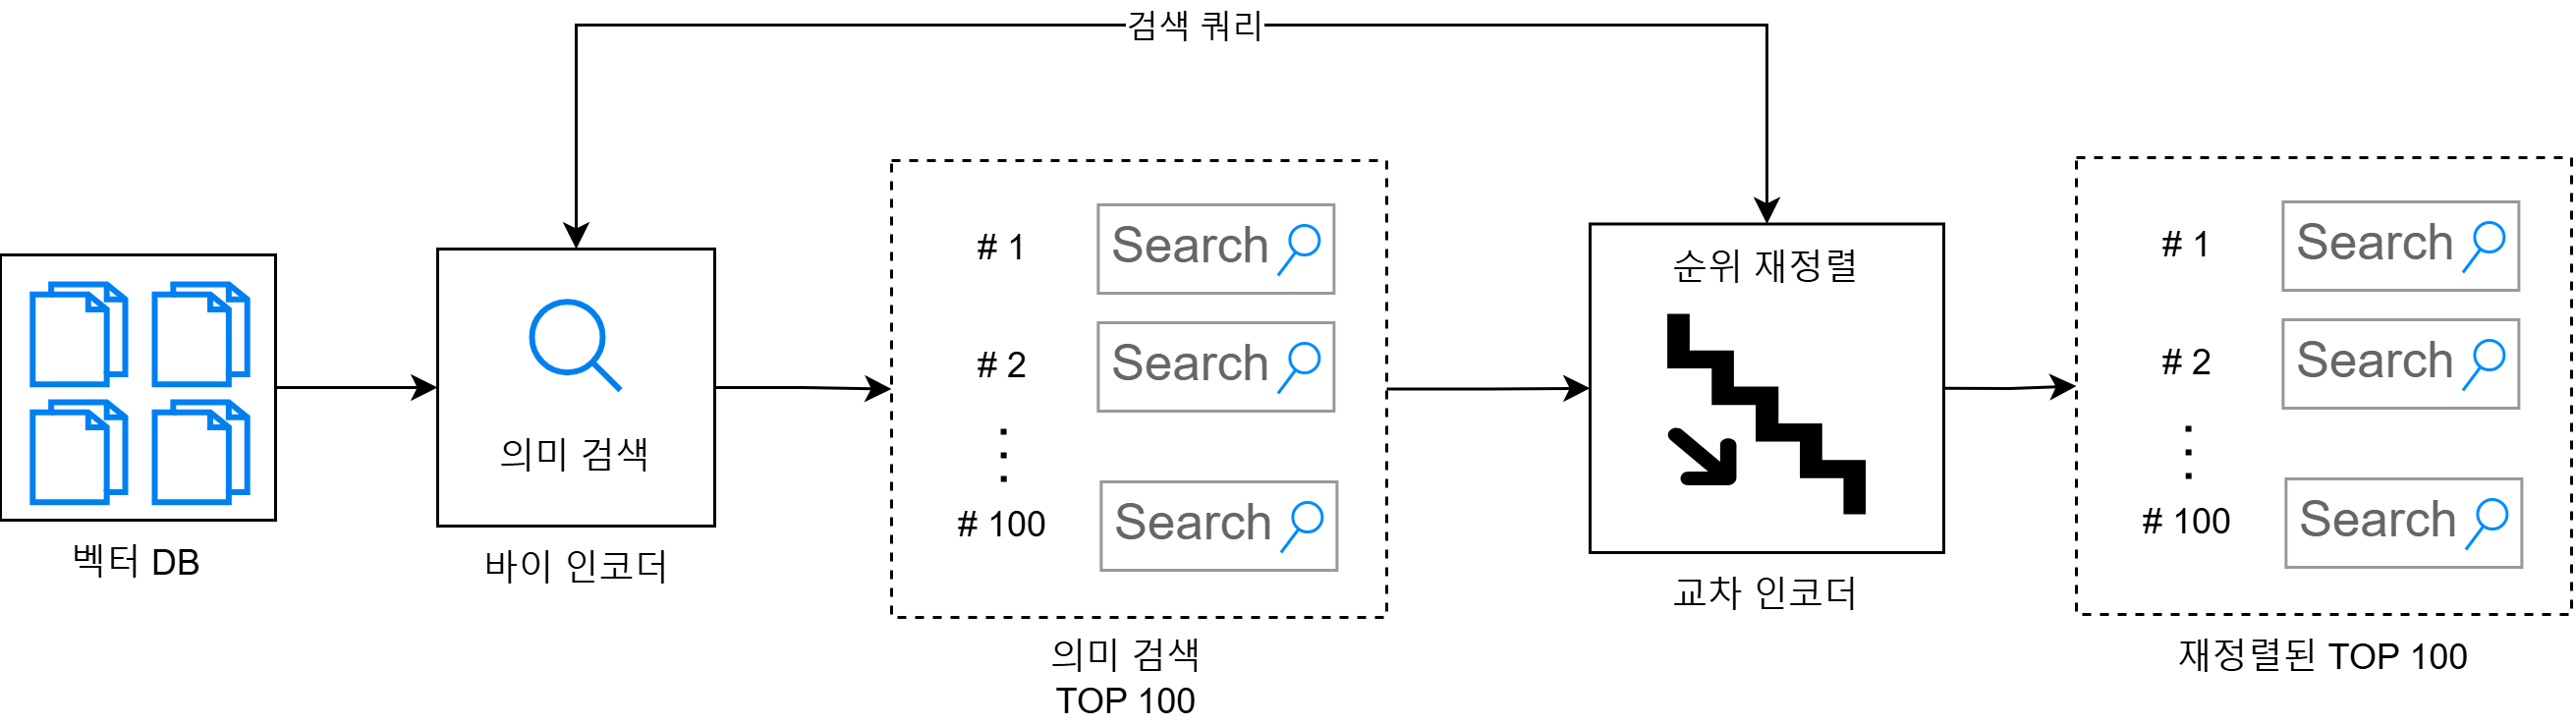 검색 쿼리
벡터 DB
의미 검색
바이 인코더
# 1 Search
# 2 Search
# 100 Search
의미 검색
TOP 100
순위 재정렬
교차 인코더
# 1 Search
# 2 Search
# 100 Search
재정렬된 TOP 100